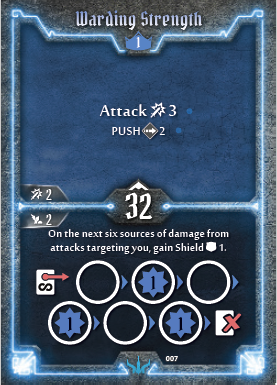 Warding Strength
1
Attack 3
PUSH 2
2
32
2
On the next six sources of damage from
attacks targeting you, gain Shield 1.
1
1 1
007